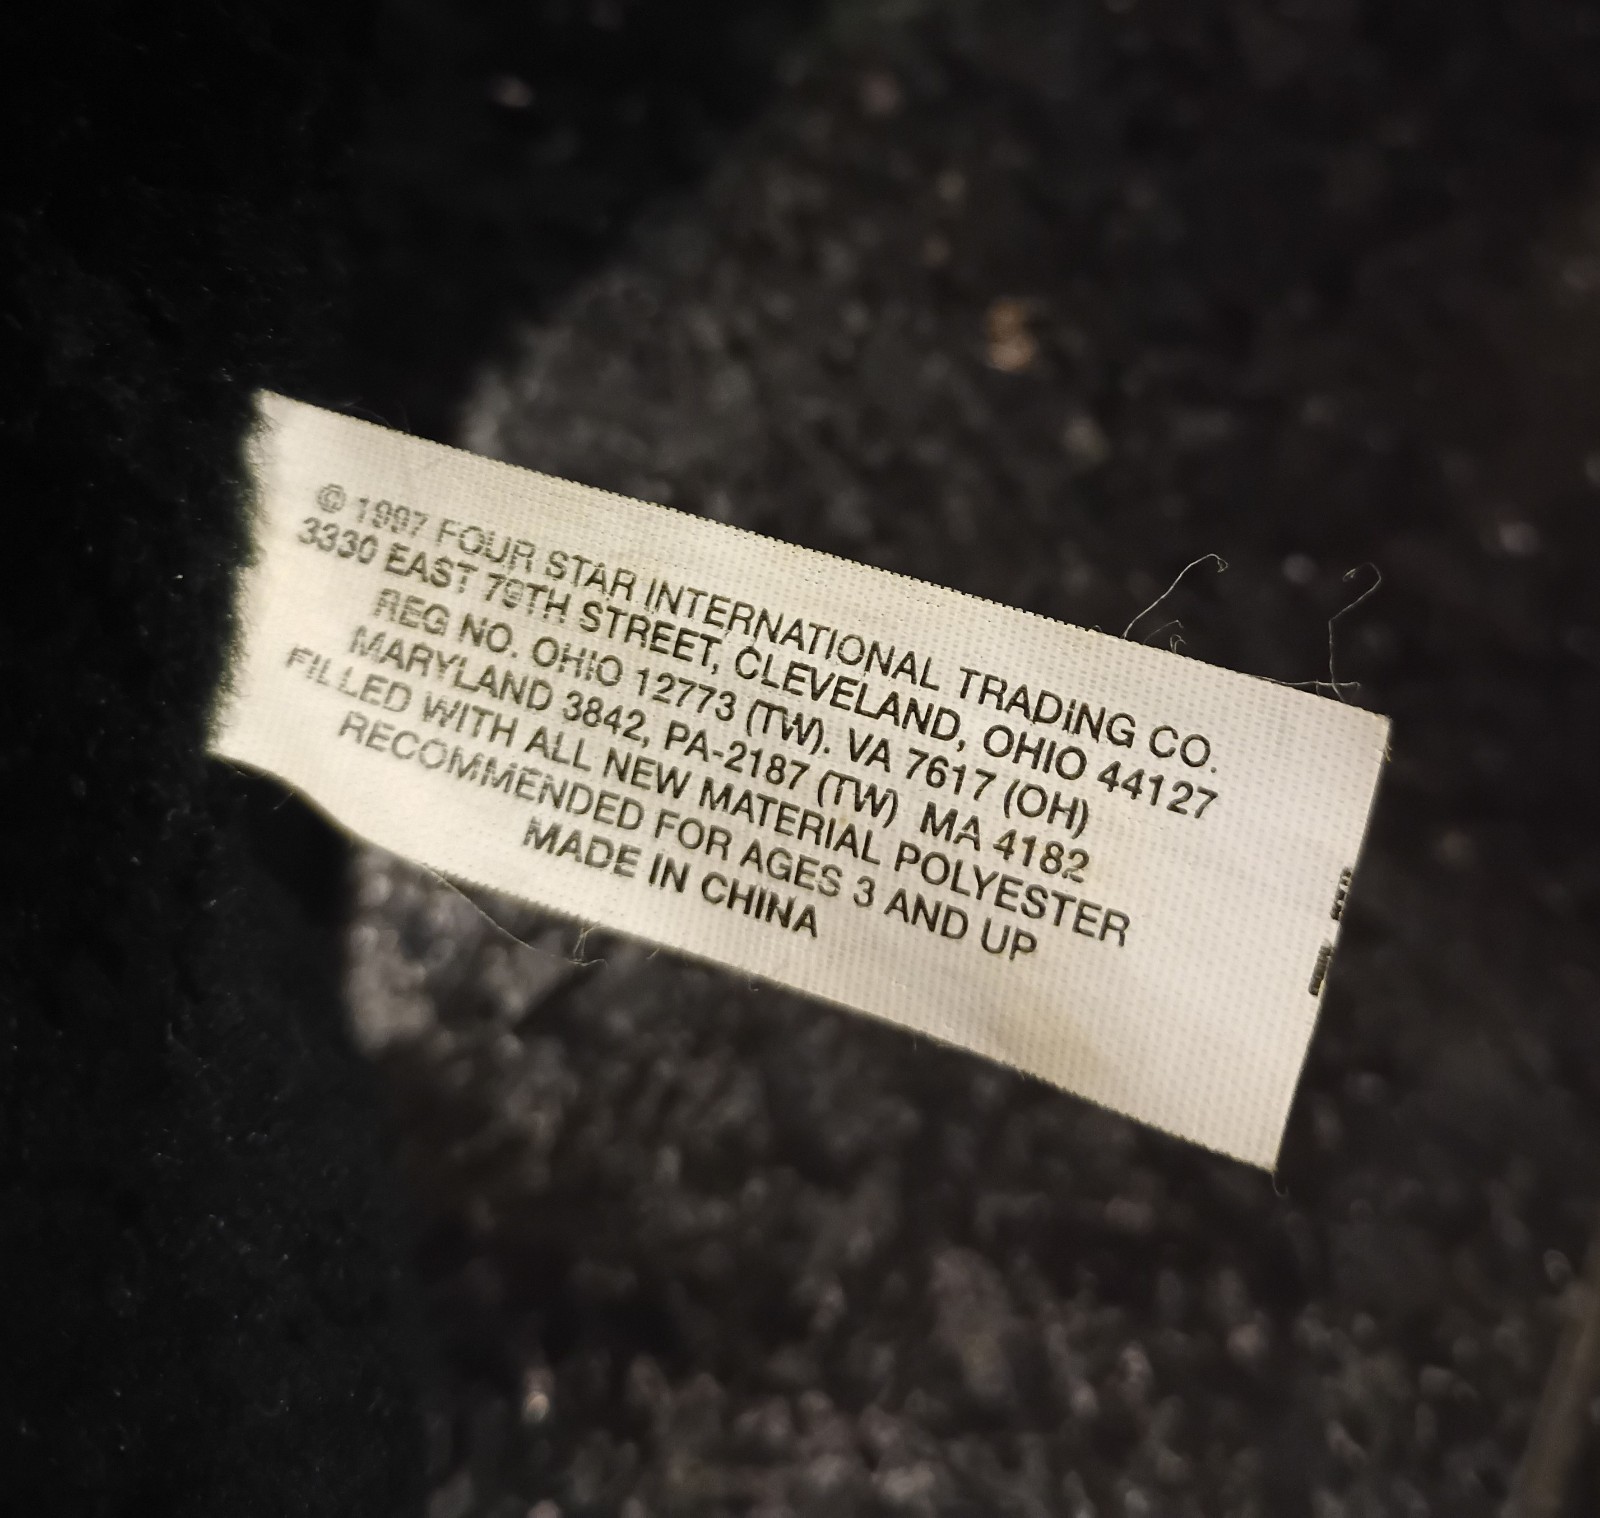 © 1997 FOUR STAR INTERNATIONAL TRADING CO.
3330 EAST 79TH STREET, CLEVELAND, OHIO 44127
REG NO. OHIO 12773 (TW). VA 7617 (OH)
MARYLAND 3842, PA-2187 (TW) MA 4182
FILLED WITH ALL NEW MATERIAL POLYESTER
RECOMMENDED FOR AGES 3 AND UP
MADE IN CHINA